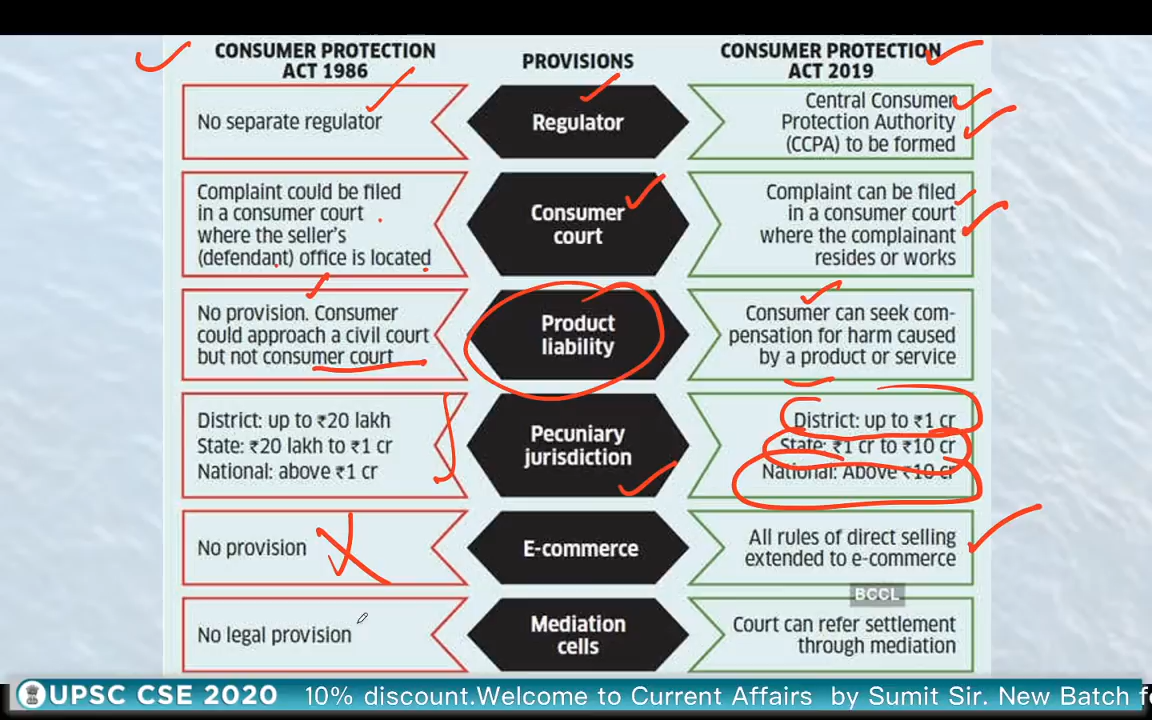 CONSUMER PROTECTION
ACT 1986
PROVISIONS
CONSUMER PROTECTION
ACT 2019
No separate regulator
Regulator
Central Consumer
Protection Authority
(CCPA) to be formed
Complaint could be filed
in a consumer court
where the seller's
(defendant) office is located
Consumer
court
Complaint can be filed
in a consumer court
where the complainant
resides or works
No provision. Consumer
could approach a civil court
but not consumer court
Product
liability
Consumer can seek com-
pensation for harm caused
by a product or service
District: up to ₹20 lakh
State: ₹20 lakh to ₹1 cr
National: above ₹1 cr
Pecuniary
jurisdiction
District: up to ₹1 cr
State: ₹1 cr to ₹10 cr
National: Above ₹10 cr
No provision
E-commerce
All rules of direct selling
extended to e-commerce
BCCL
No legal provision
Mediation
cells
Court can refer settlement
through mediation
UPSC CSE 2020
10% discount.Welcome to Current Affairs by Sumit Sir. New Batch